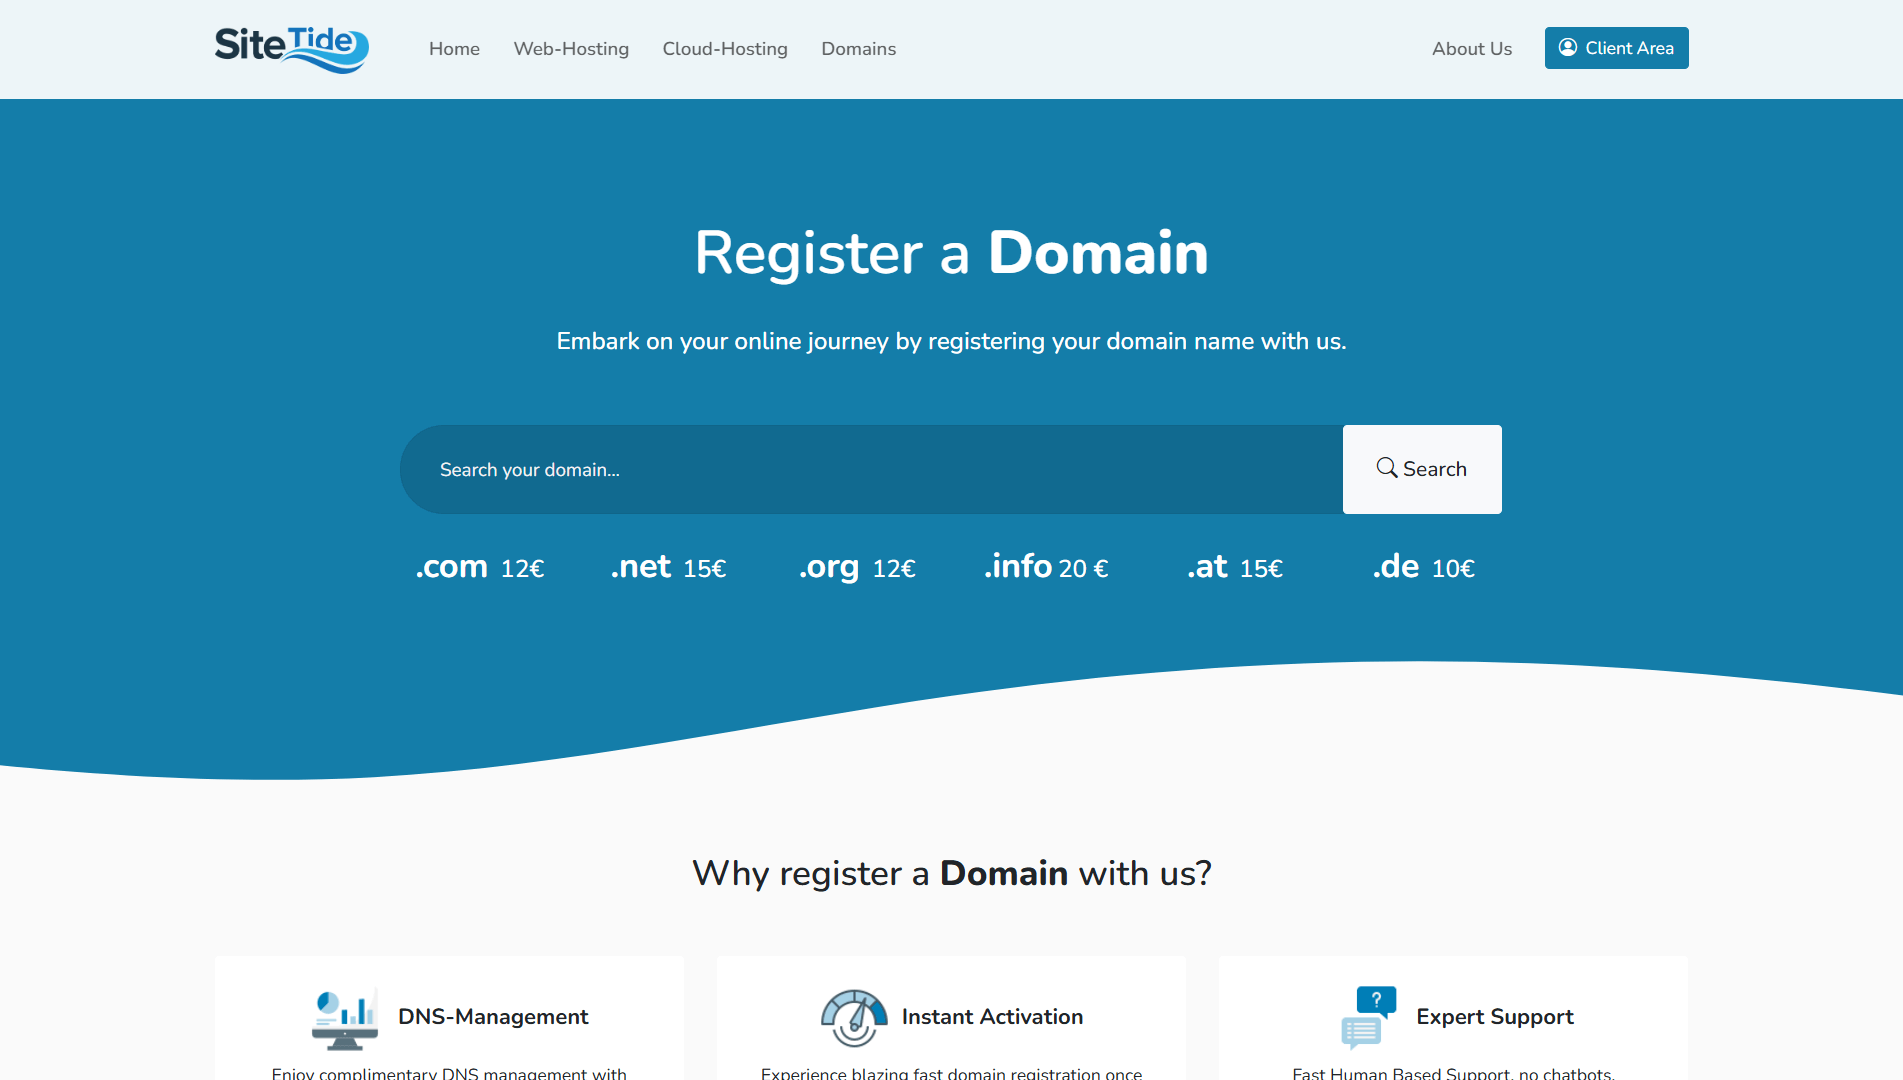 SiteTide
Home Web-Hosting Cloud-Hosting Domains About Us Client Area
Register a Domain
Embark on your online journey by registering your domain name with us.
Search your domain... Search
.com 12€ .net 15€ .org 12€ .info 20 € .at 15€ .de 10€
Why register a Domain with us?
DNS-Management
Instant Activation
? Expert Support
Enjoy complimentary DNS management with
Experience blazing fast domain registration once
Fast Human Based Support, no chatbots.